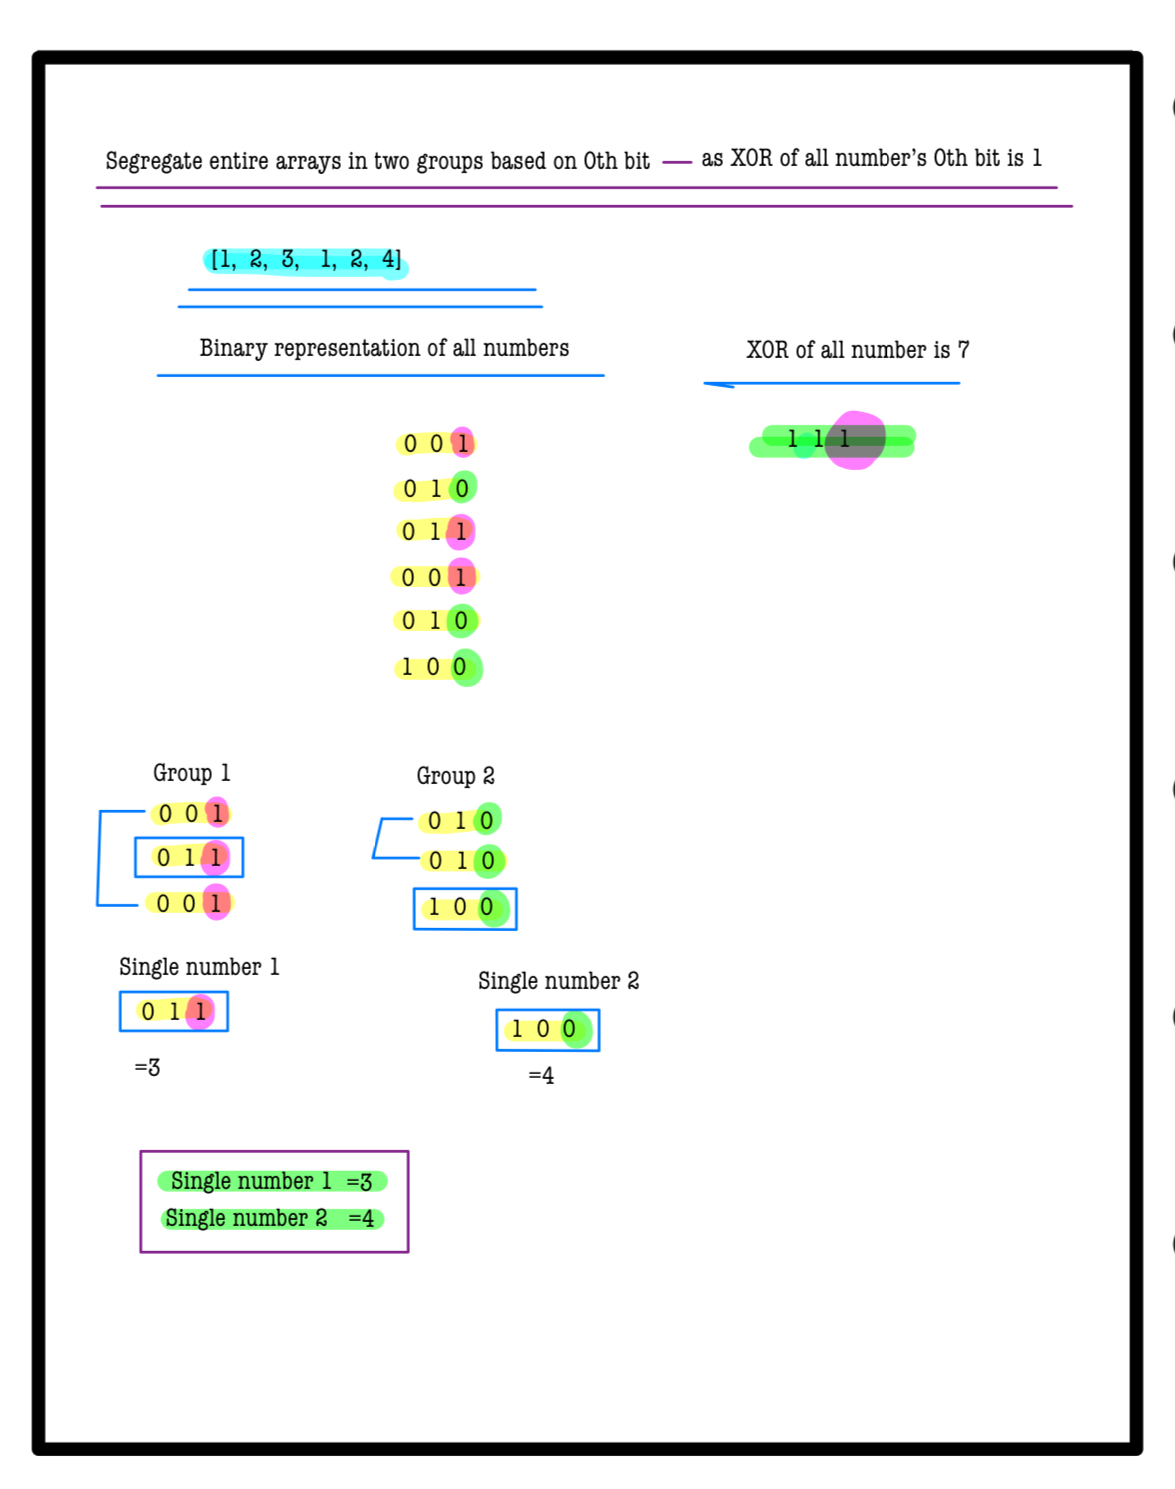 Segregate entire arrays in two groups based on 0th bit — as XOR of all number's 0th bit is 1
[1, 2, 3, 1, 2, 4]
Binary representation of all numbers
XOR of all number is 7
1 1 1
0 0 1
0 1 0
0 1 1
0 0 1
0 1 0
1 0 0
Group 1
0 0 1
0 1 1
0 0 1
Group 2
0 1 0
0 1 0
1 0 0
Single number 1
0 1 1
=3
Single number 2
1 0 0
=4
Single number 1 =3
Single number 2 =4